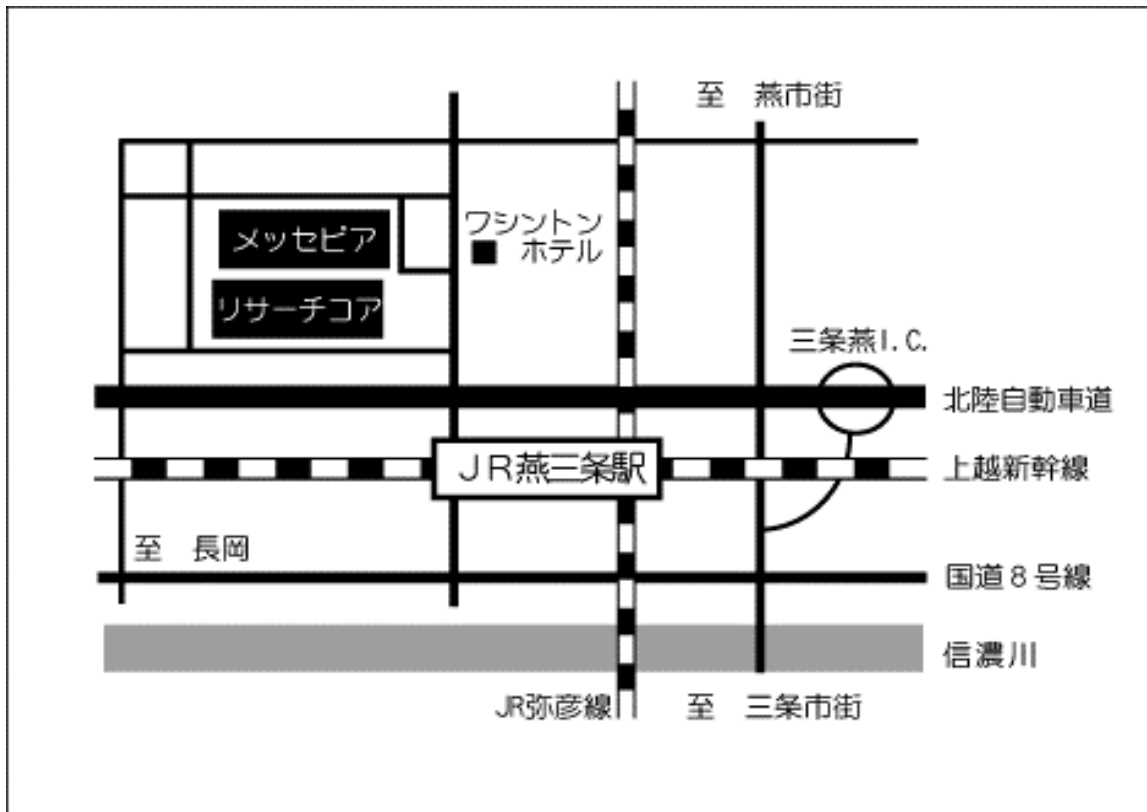 至　燕市街
ワシントン
ホテル
メッセピア
リサーチコア
三条燕I.C.
北陸自動車道
JR燕三条駅
上越新幹線
至　長岡
国道8号線
信濃川
JR弥彦線
至　三条市街